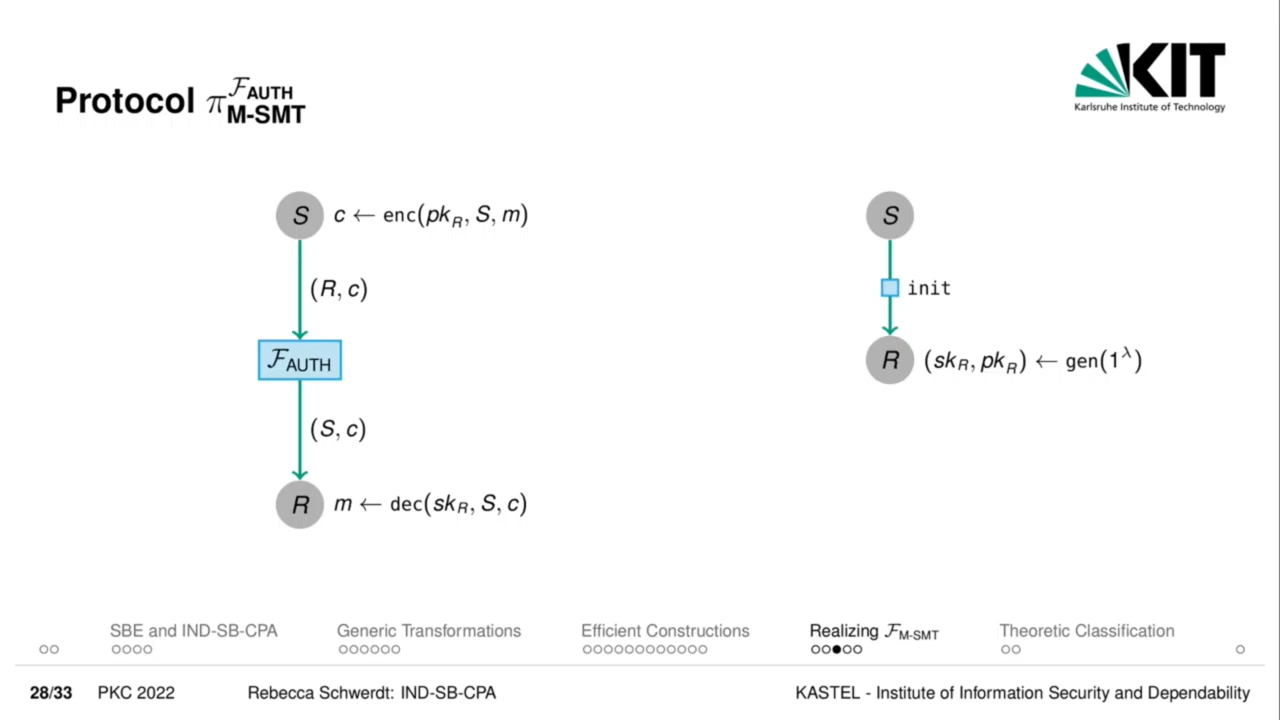 KIT
Karlsruhe Institute of Technology
Protocol π^{𝓕_AUTH}_{M-SMT}
S c ← enc(pk_R, S, m)
(R, c)
𝓕_AUTH
(S, c)
R m ← dec(sk_R, S, c)
S
init
R (sk_R, pk_R) ← gen(1^λ)
SBE and IND-SB-CPA Generic Transformations Efficient Constructions Realizing 𝓕_M-SMT Theoretic Classification
28/33 PKC 2022 Rebecca Schwerdt: IND-SB-CPA KASTEL - Institute of Information Security and Dependability